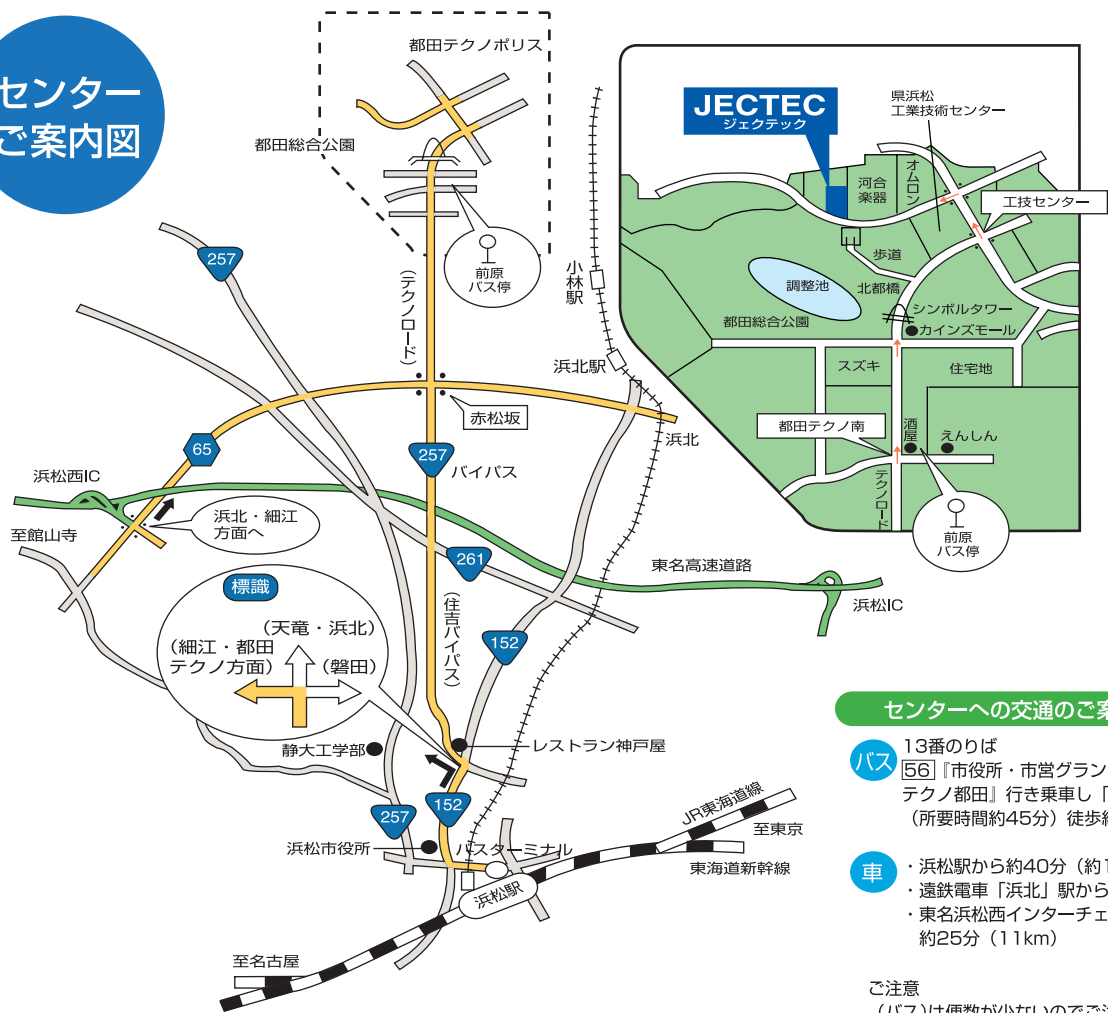 センター
ご案内図
都田テクノポリス
都田総合公園
257
前原
バス停
(テクノロード)
小林駅
浜北駅
浜北
赤松坂
65
257
バイパス
浜松西IC
至館山寺
浜北・細江
方面へ
261
東名高速道路
浜松IC
標識
(天竜・浜北)
(細江・都田
テクノ方面)
(磐田)
(住吉バイパス)
152
静大工学部
レストラン神戸屋
257
152
浜松市役所
バスターミナル
浜松駅
JR東海道線
至東京
東海道新幹線
至名古屋
JECTEC
ジェクテック
県浜松
工業技術センター
河合
楽器
オムロン
工技センター
歩道
調整池
北都橋
都田総合公園
シンボルタワー
カインズモール
スズキ
住宅地
都田テクノ南
酒屋
えんしん
テクノロード
前原
バス停
センターへの交通のご案
バス
13番のりば
56『市役所・市営グラン
テクノ都田』行き乗車し「
(所要時間約45分)徒歩約
車
・浜松駅から約40分(約1
・遠鉄電車「浜北」駅から
・東名浜松西インターチェ
約25分(11km)
ご注意
(バス)は便数が少ないのでご注